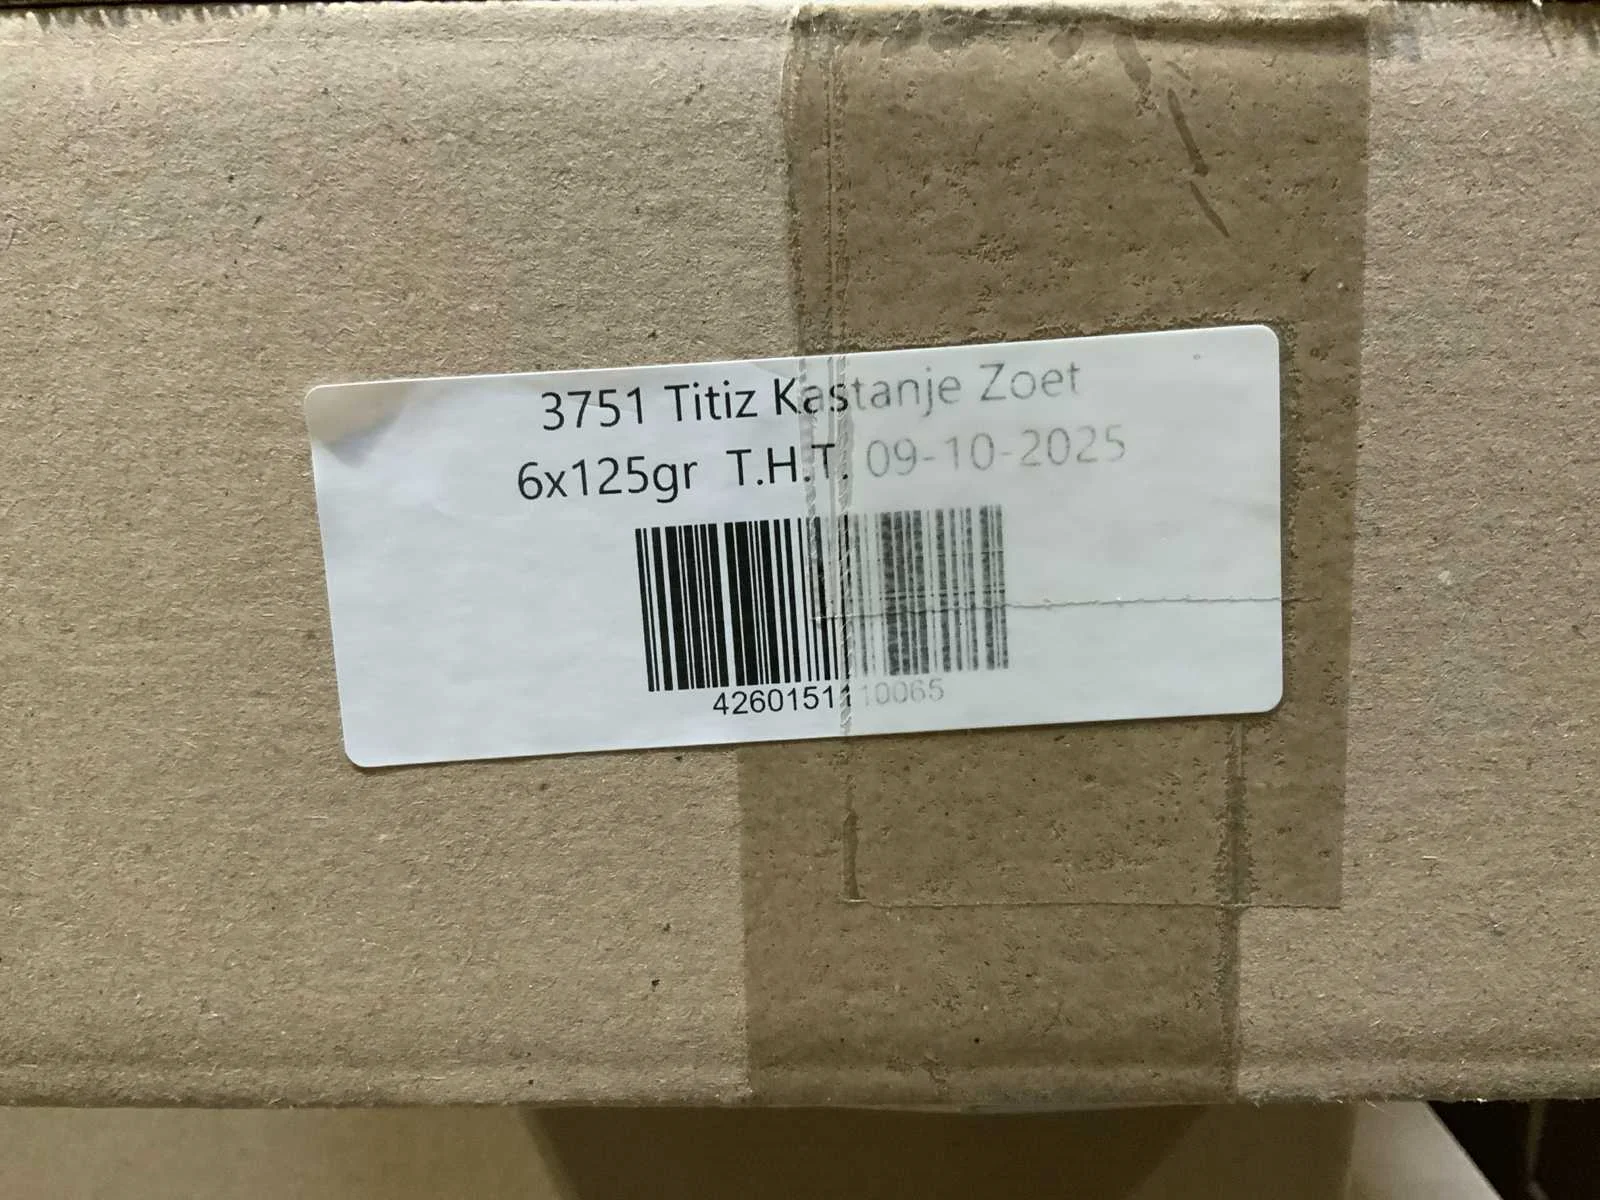 3751 Titiz Kastanje Zoet
6x125gr T.H.T. 09-10-2025
4260151110065